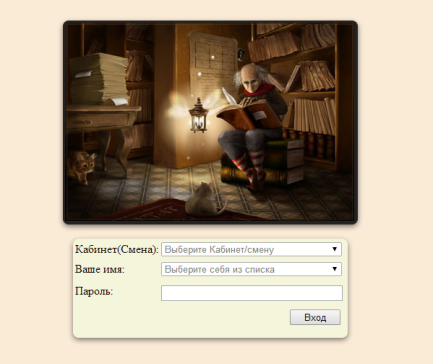 Кабинет(Смена): Выберите Кабинет/смену
Ваше имя: Выберите себя из списка
Пароль:
Вход